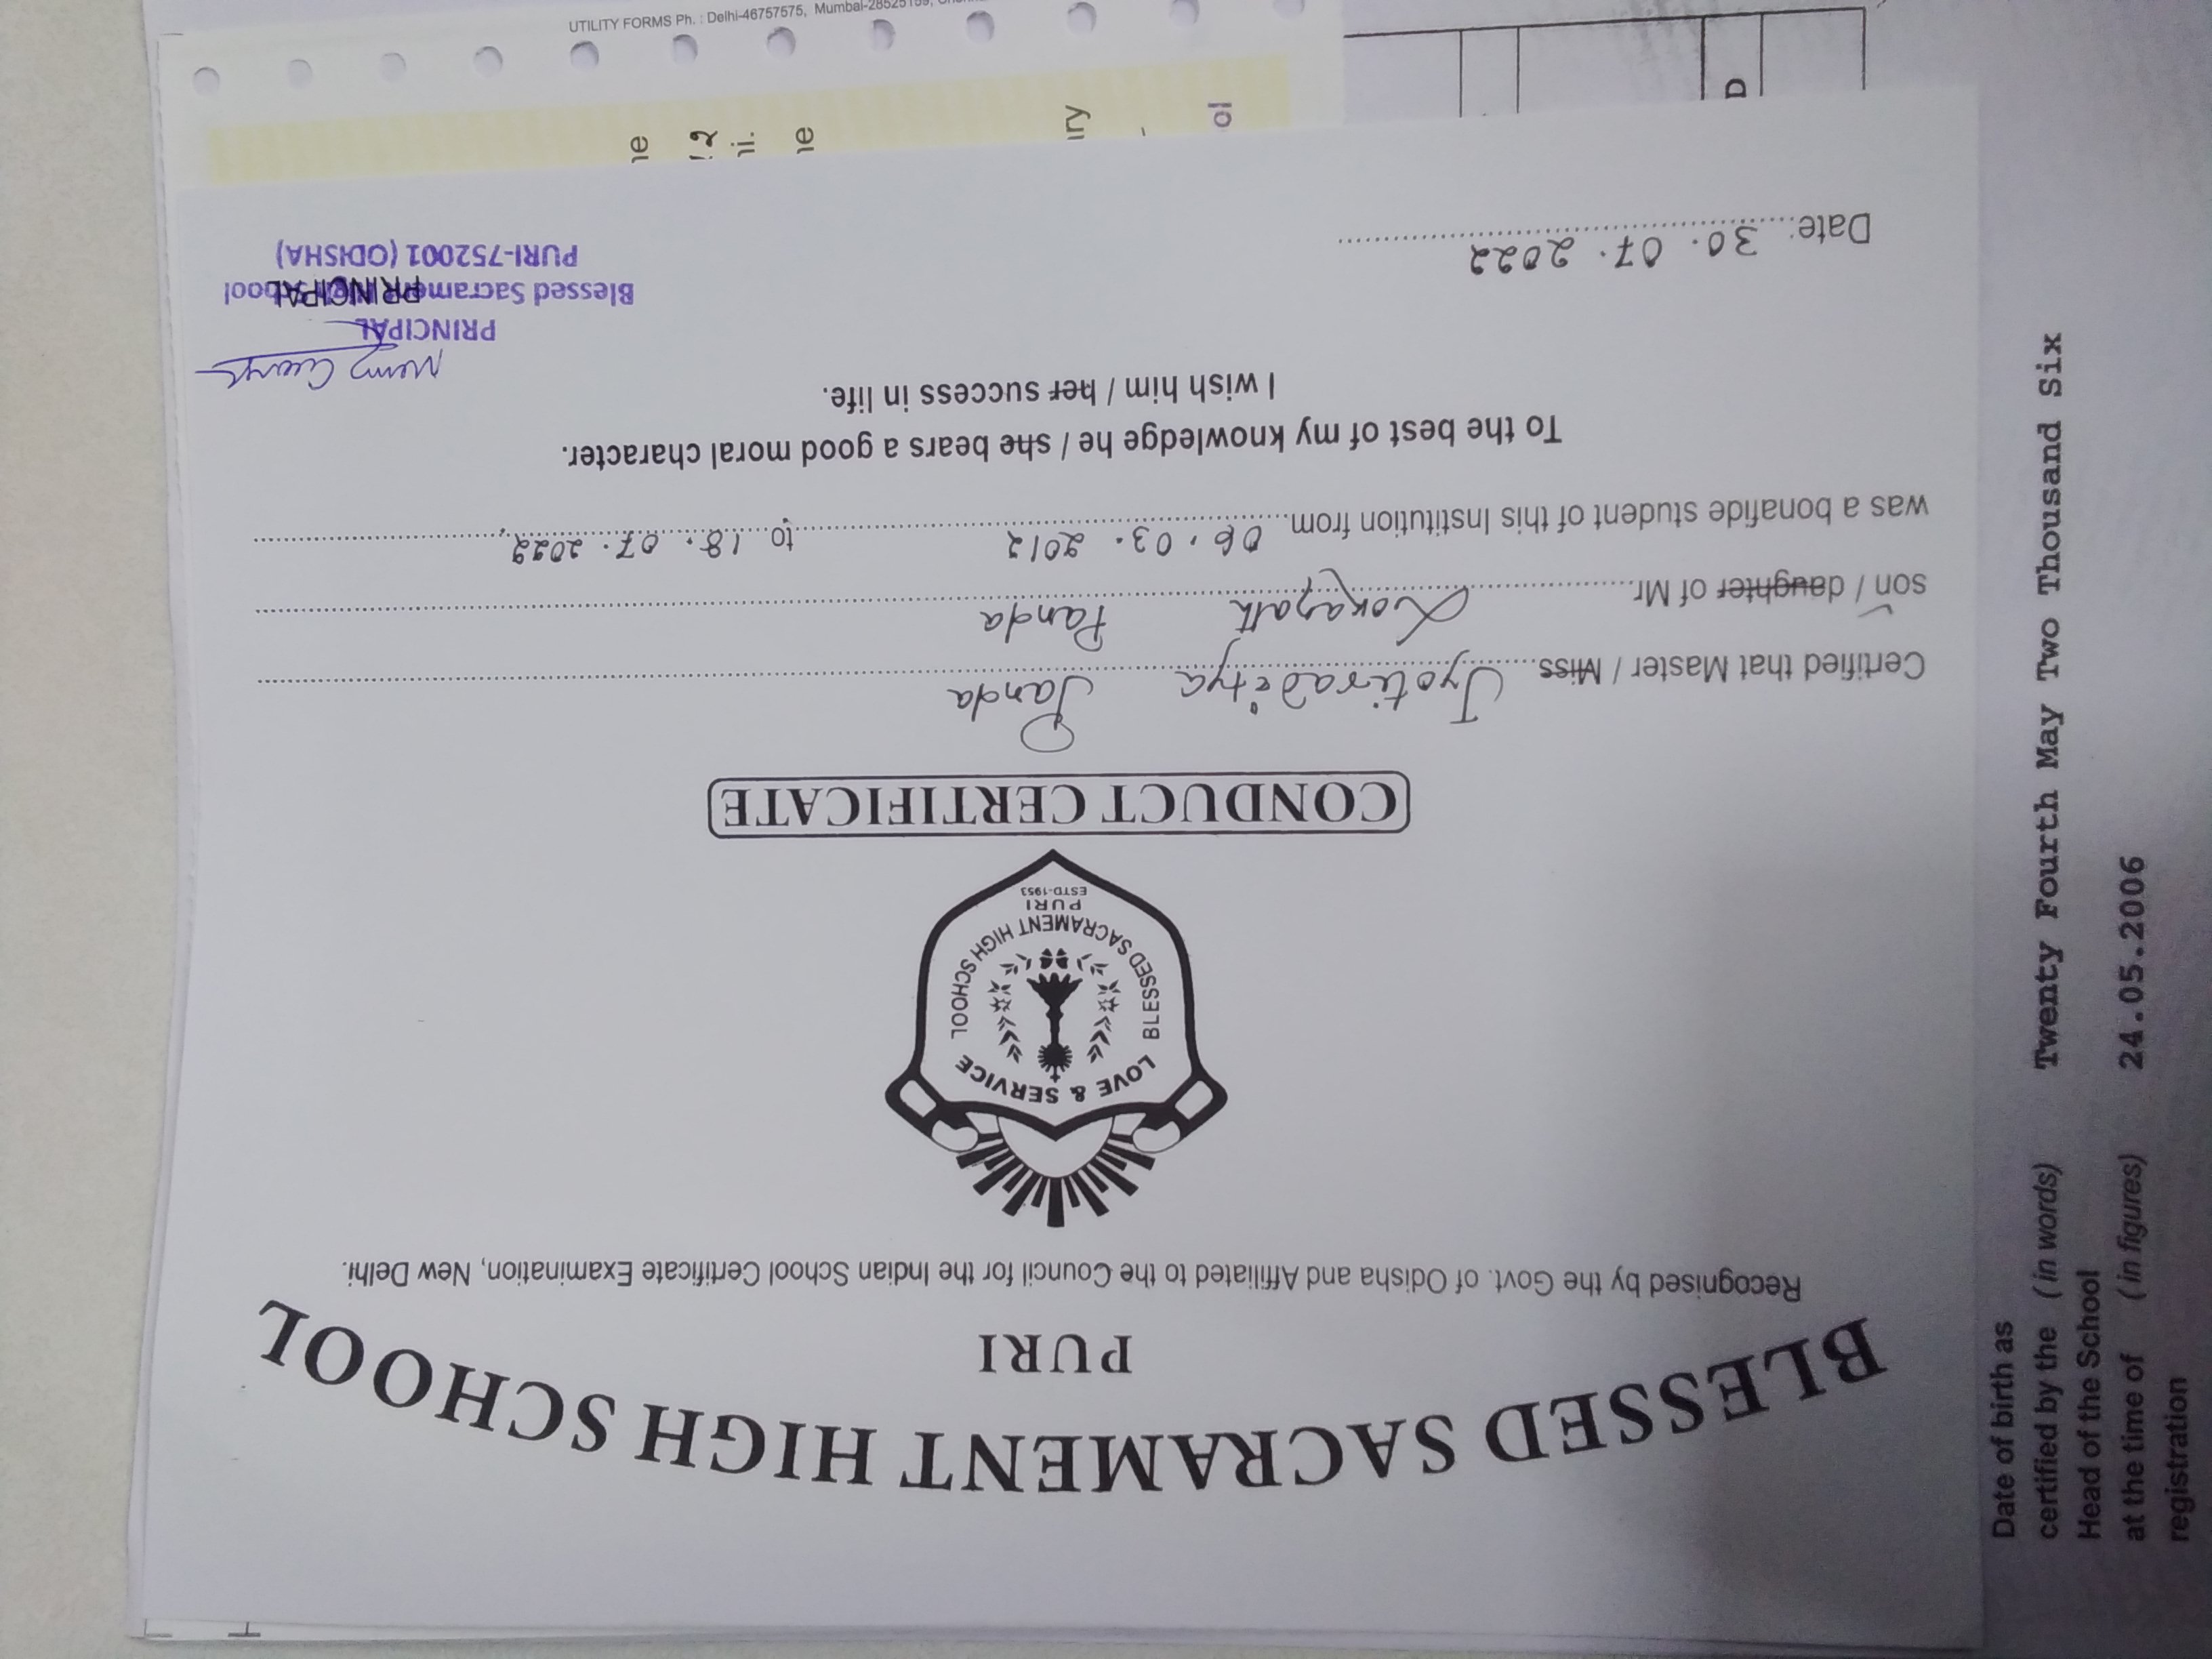 BLESSED SACRAMENT HIGH SCHOOL
PURI
Recognised by the Govt. of Odisha and Affiliated to the Council for the Indian School Certificate Examination, New Delhi.
LOVE & SERVICE
BLESSED SACRAMENT HIGH SCHOOL
PURI
ESTD-1953
CONDUCT CERTIFICATE
Certified that Master / Miss Jyotiraditya Panda
son / daughter of Mr. Lokanath Panda
was a bonafide student of this Institution from 06.03.2012 to 18.07.2022,
To the best of my knowledge he / she bears a good moral character.
I wish him / her success in life.
PRINCIPAL
Blessed Sacrament High School
PURI-752001 (ODISHA)
PRINCIPAL
Date: 30.07.2022
Date of birth as
certified by the (in words) Twenty Fourth May Two Thousand Six
Head of the School
at the time of (in figures) 24.05.2006
registration
UTILITY FORMS Ph. : Delhi-46757575, Mumbai-28525159,
D